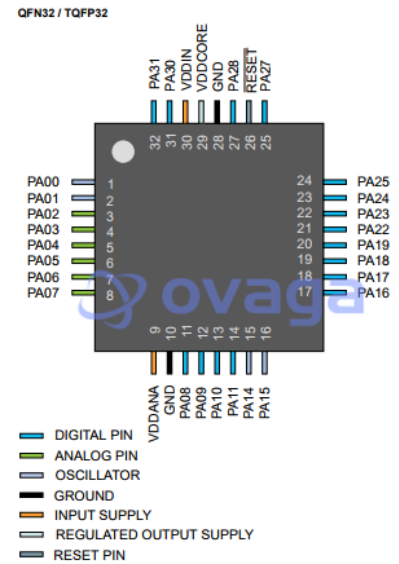 QFN32 / TQFP32
PA31 PA30 VDDIN VDDCORE GND PA28 RESET PA27
32 31 30 29 28 27 26 25
PA00 1 24 PA25
PA01 2 23 PA24
PA02 3 22 PA23
PA03 4 21 PA22
PA04 5 20 PA19
PA05 6 19 PA18
PA06 7 18 PA17
PA07 8 17 PA16
ovaga
9 10 11 12 13 14 15 16
VDDANA GND PA08 PA09 PA10 PA11 PA14 PA15
DIGITAL PIN
ANALOG PIN
OSCILLATOR
GROUND
INPUT SUPPLY
REGULATED OUTPUT SUPPLY
RESET PIN